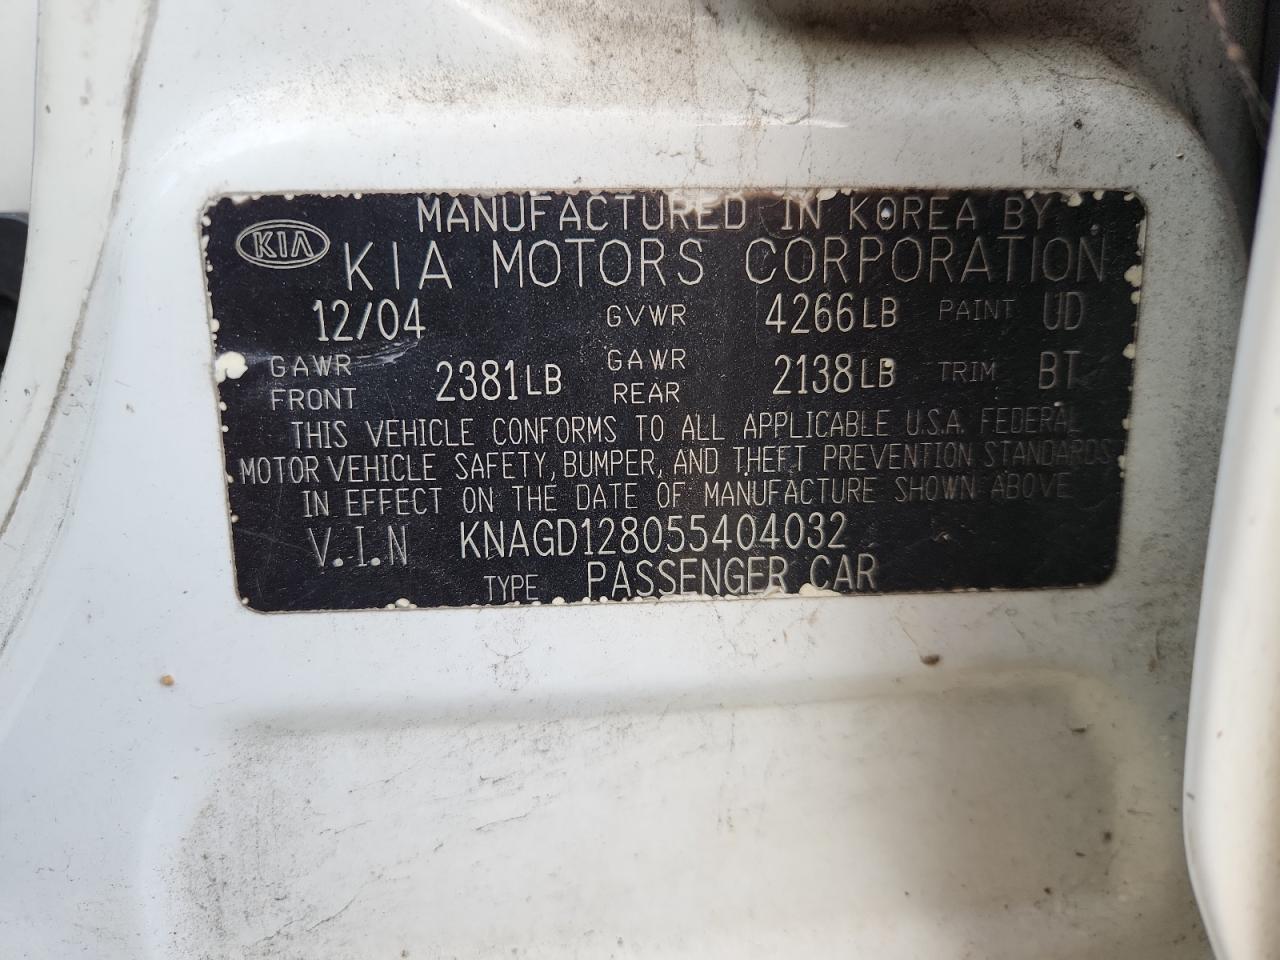 MANUFACTURED IN KOREA BY
KIA KIA MOTORS CORPORATION
12/04 GVWR 4266LB PAINT UD
GAWR FRONT 2381LB GAWR REAR 2138LB TRIM BT
THIS VEHICLE CONFORMS TO ALL APPLICABLE U.S.A. FEDERAL
MOTOR VEHICLE SAFETY, BUMPER, AND THEFT PREVENTION STANDARDS
IN EFFECT ON THE DATE OF MANUFACTURE SHOWN ABOVE
V.I.N KNAGD128055404032
TYPE PASSENGER CAR